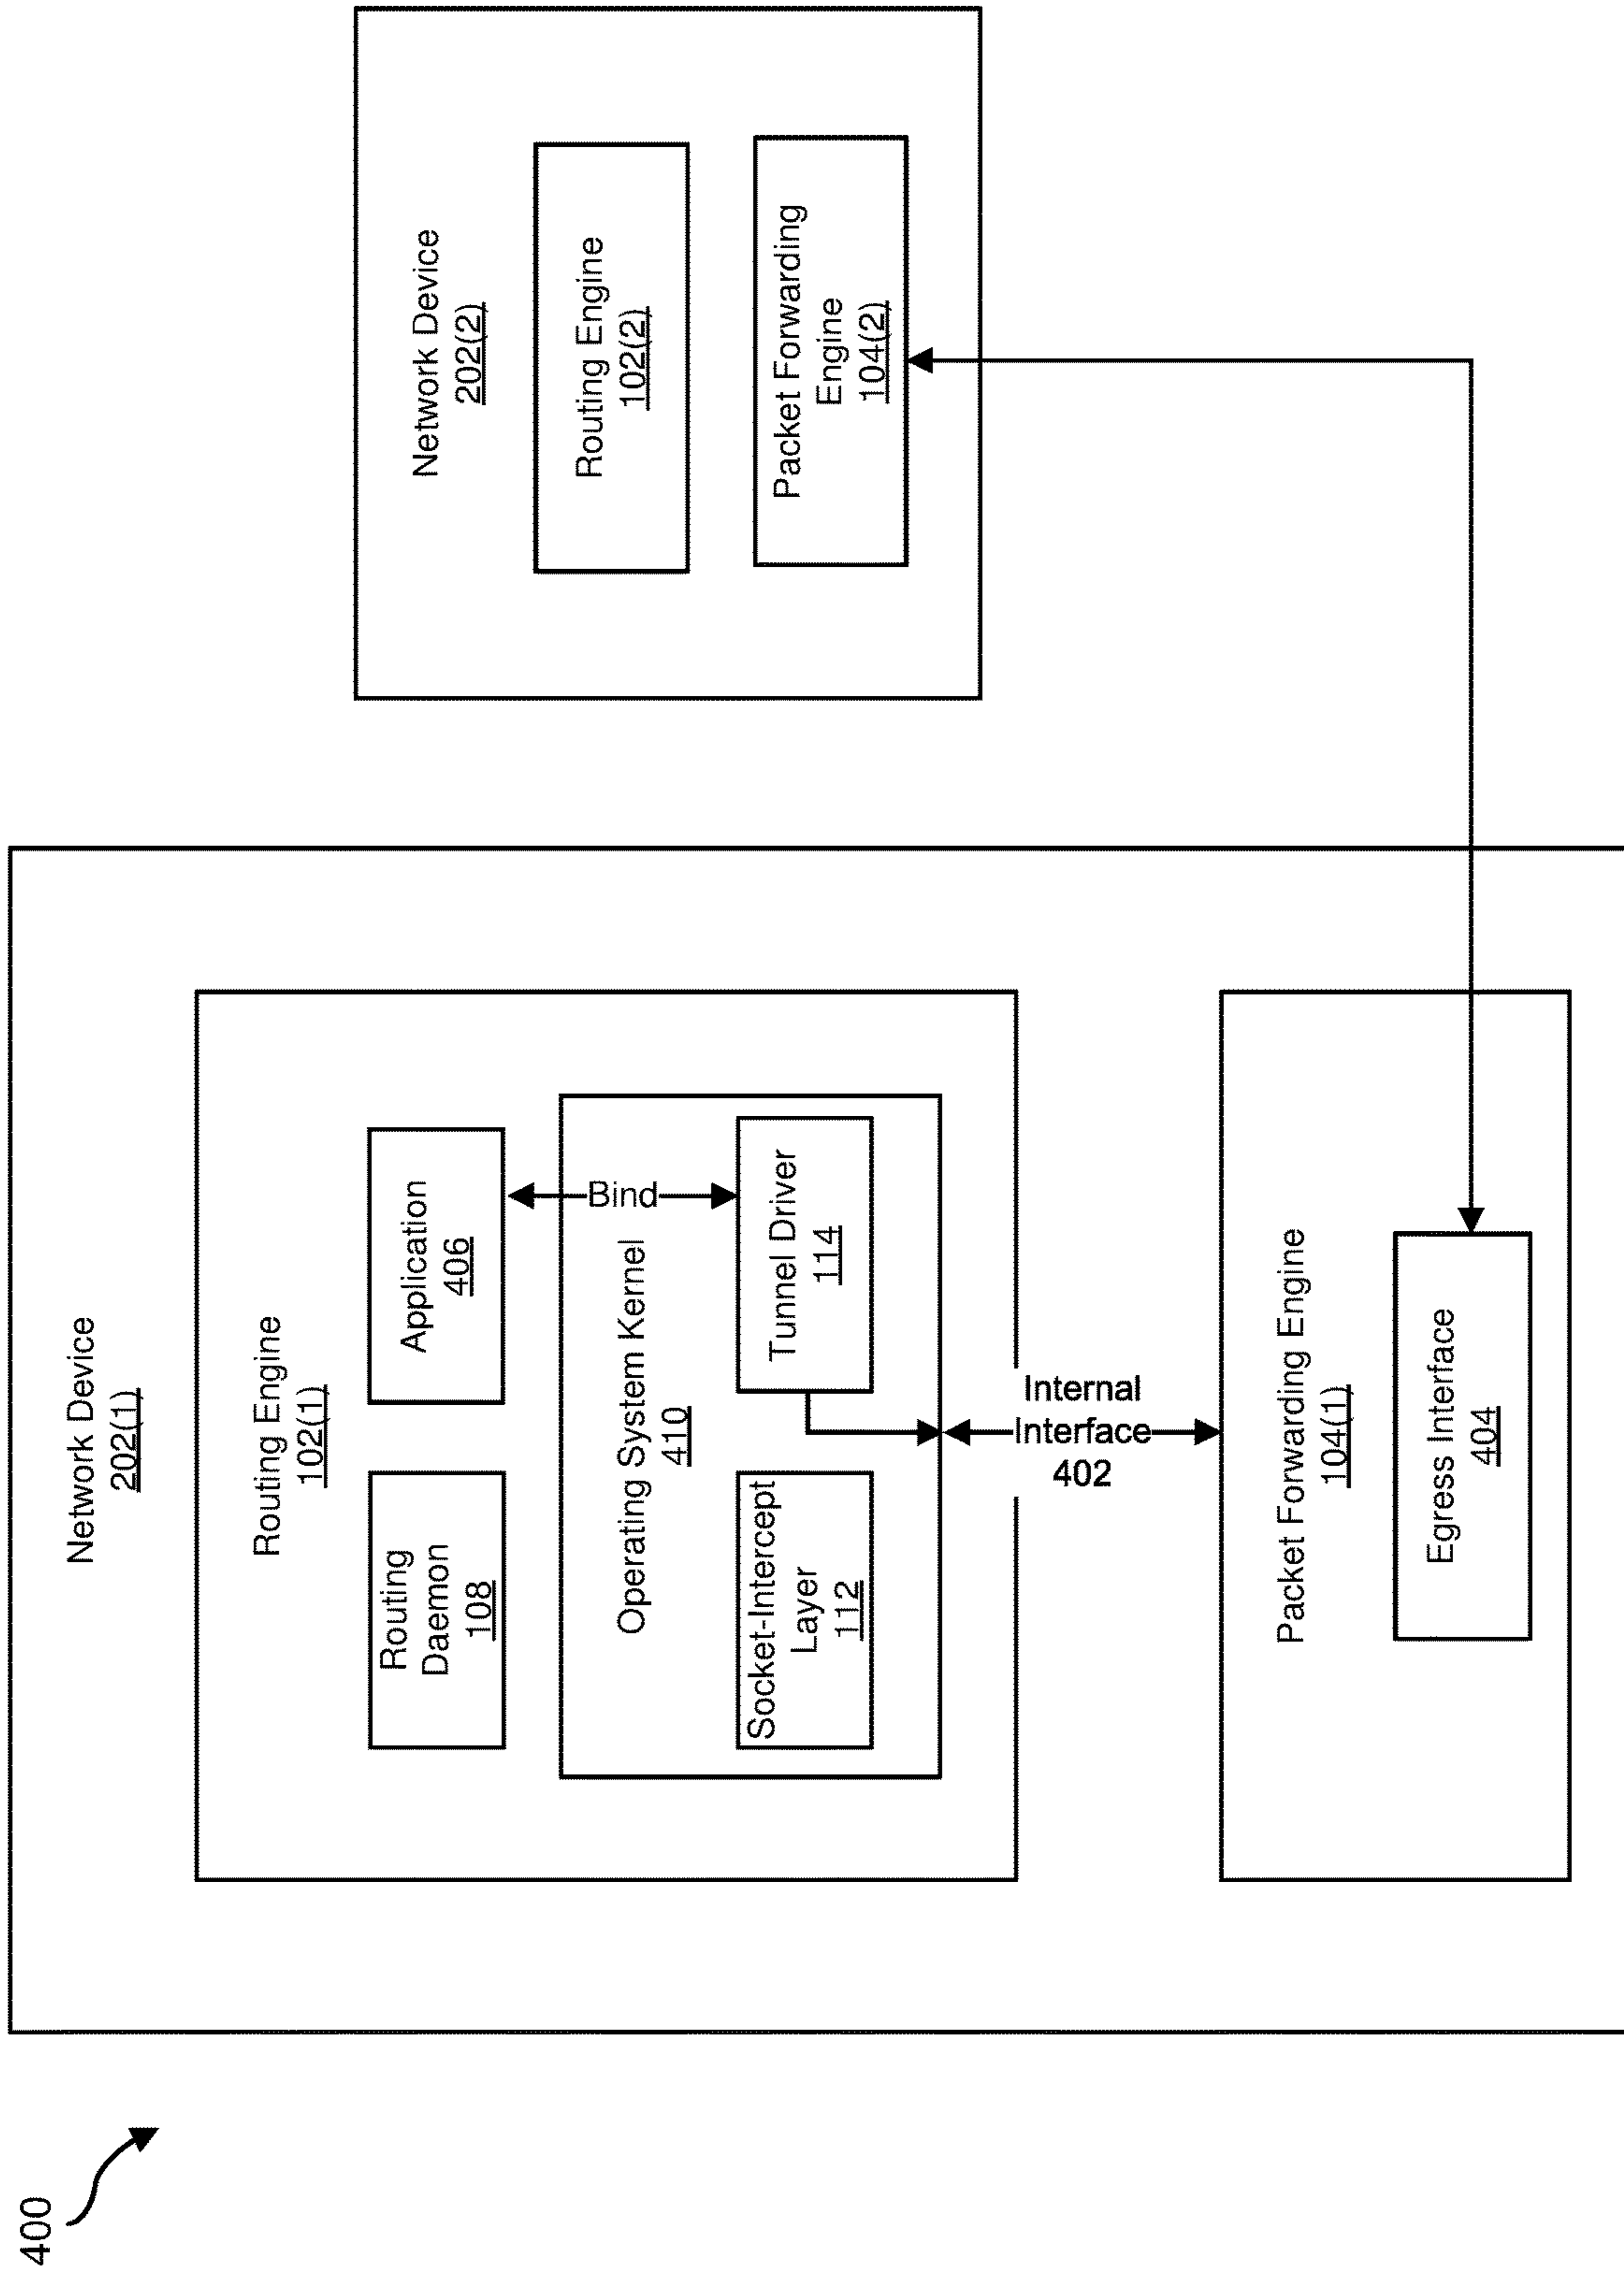 400
Network Device
202(1)
Routing Engine
102(1)
Routing
Daemon
108
Application
406
Bind
Operating System Kernel
410
Socket-Intercept
Layer
112
Tunnel Driver
114
Internal
Interface
402
Packet Forwarding Engine
104(1)
Egress Interface
404
Network Device
202(2)
Routing Engine
102(2)
Packet Forwarding
Engine
104(2)